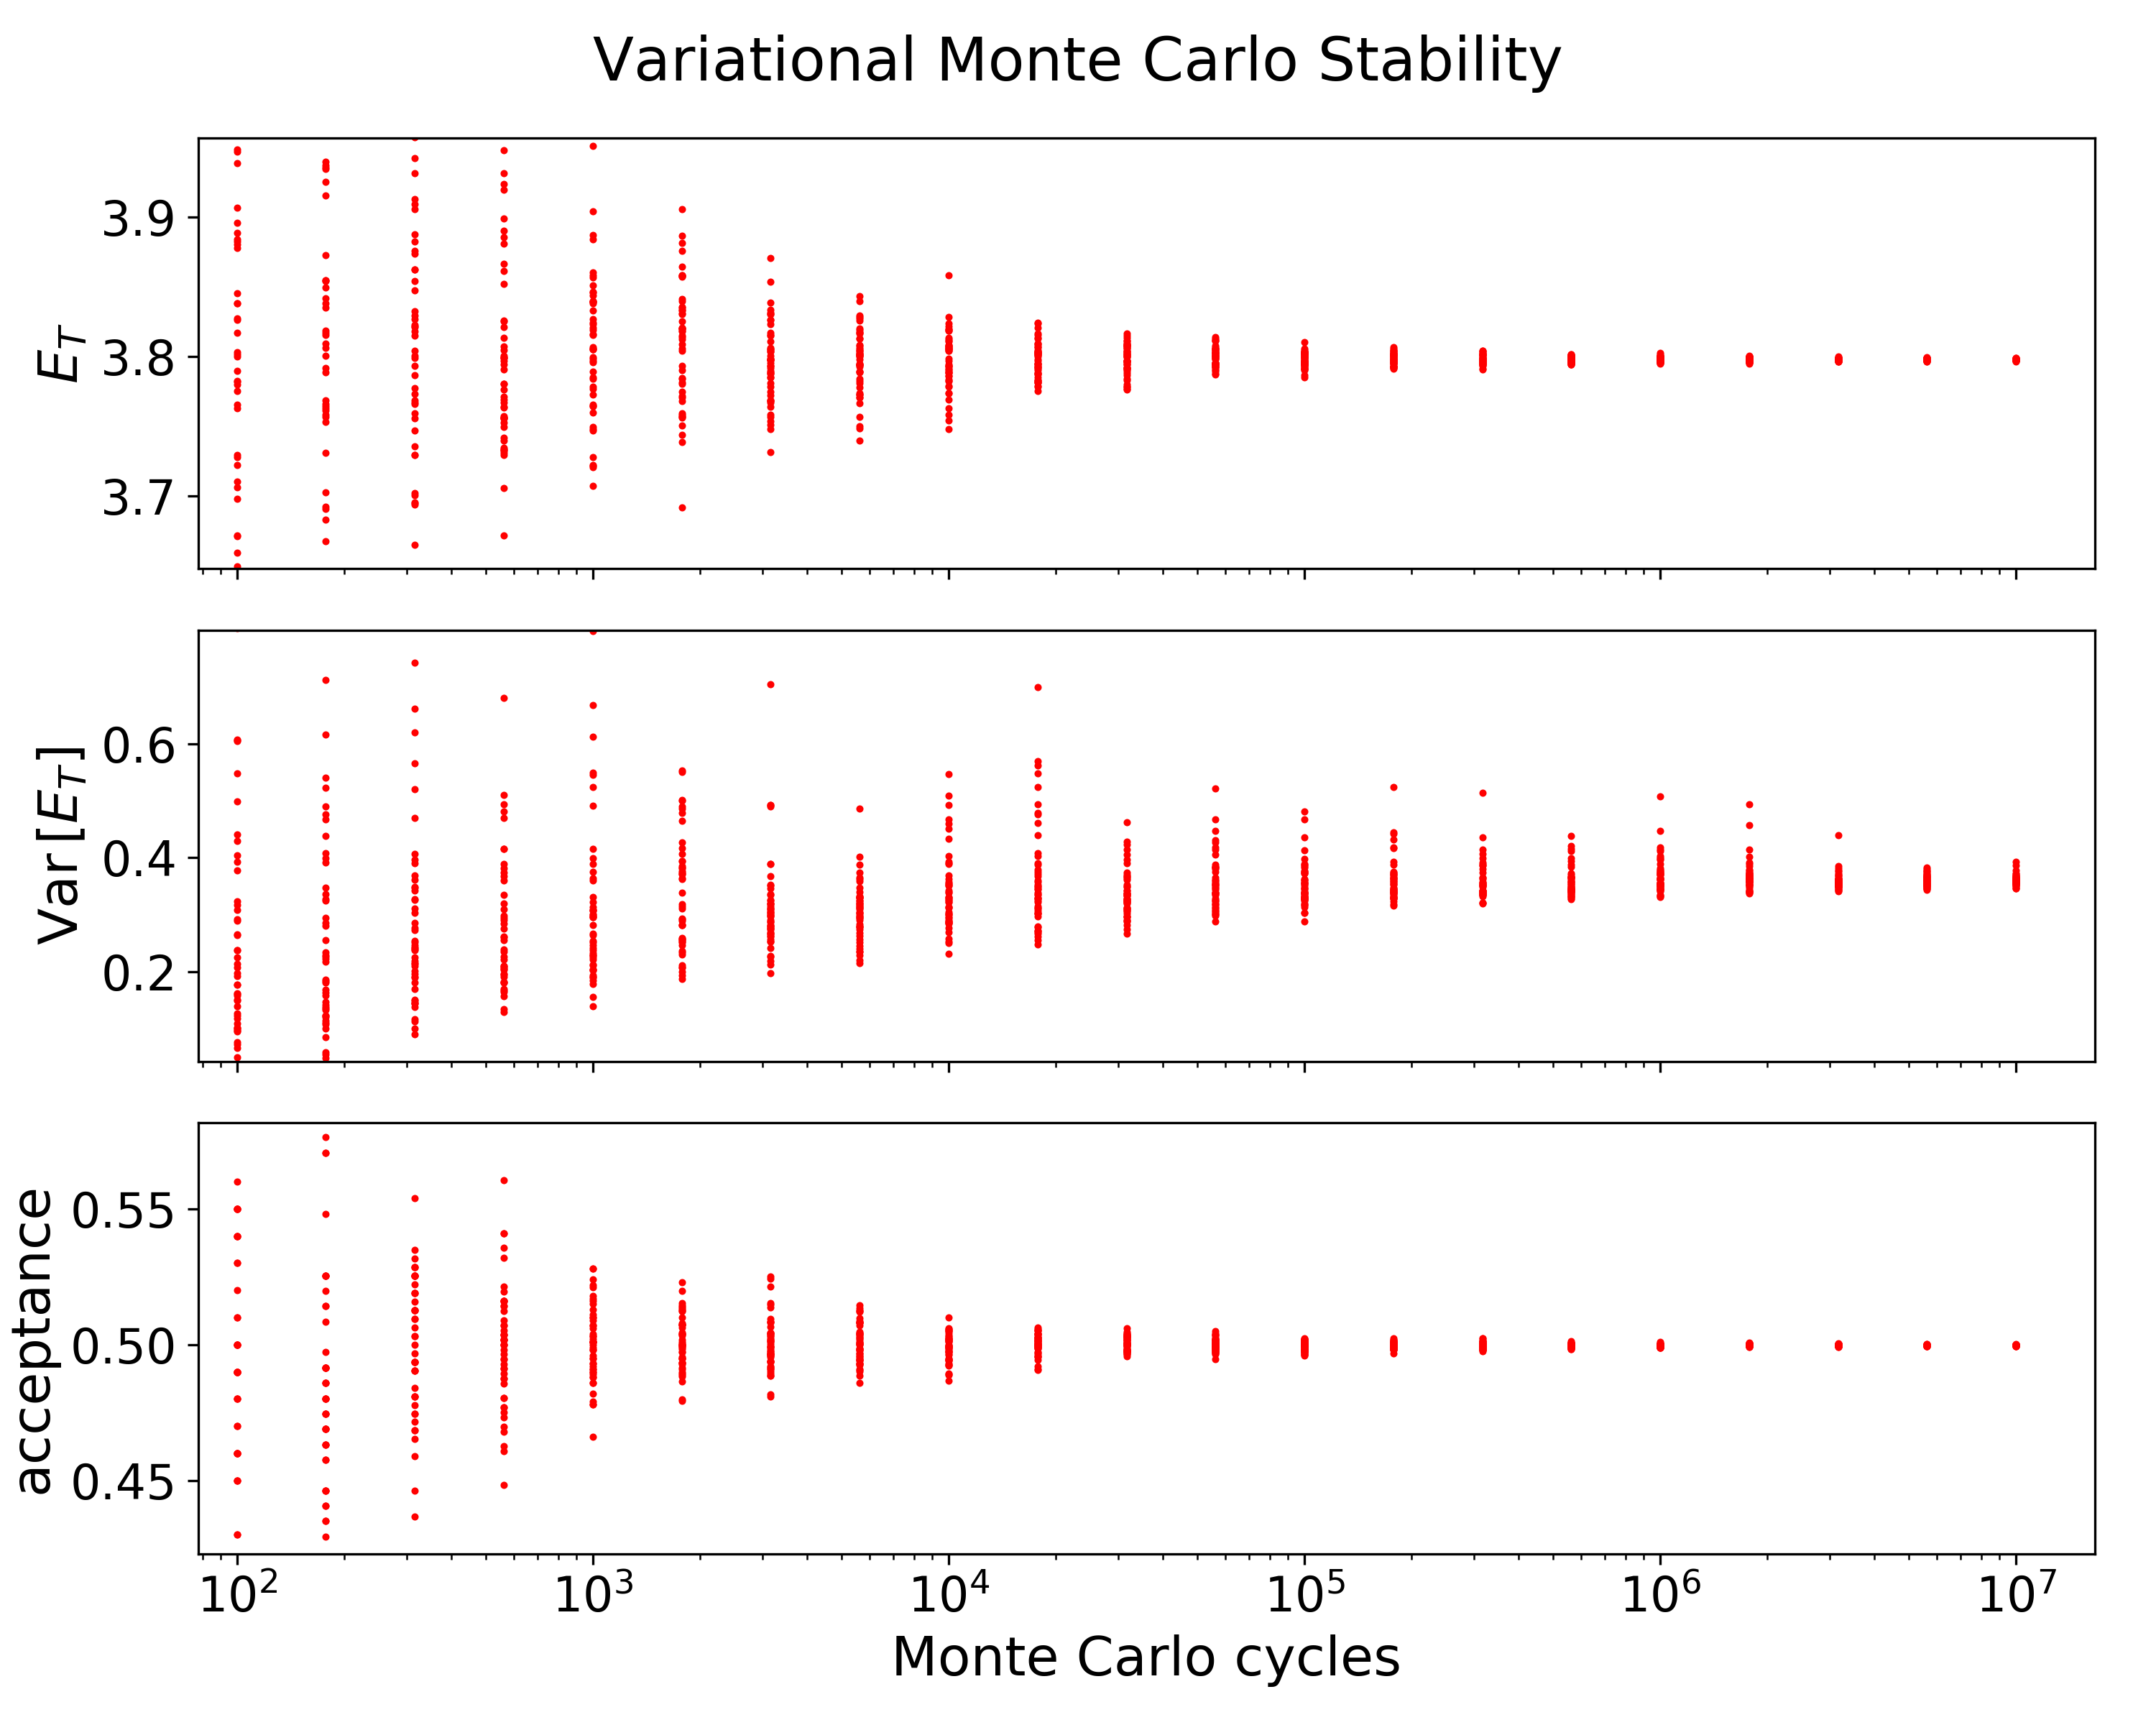 Variational Monte Carlo Stability
3.9
3.8
3.7
E_T
0.6
0.4
0.2
Var[E_T]
0.55
0.50
0.45
acceptance
10^2 10^3 10^4 10^5 10^6 10^7
Monte Carlo cycles